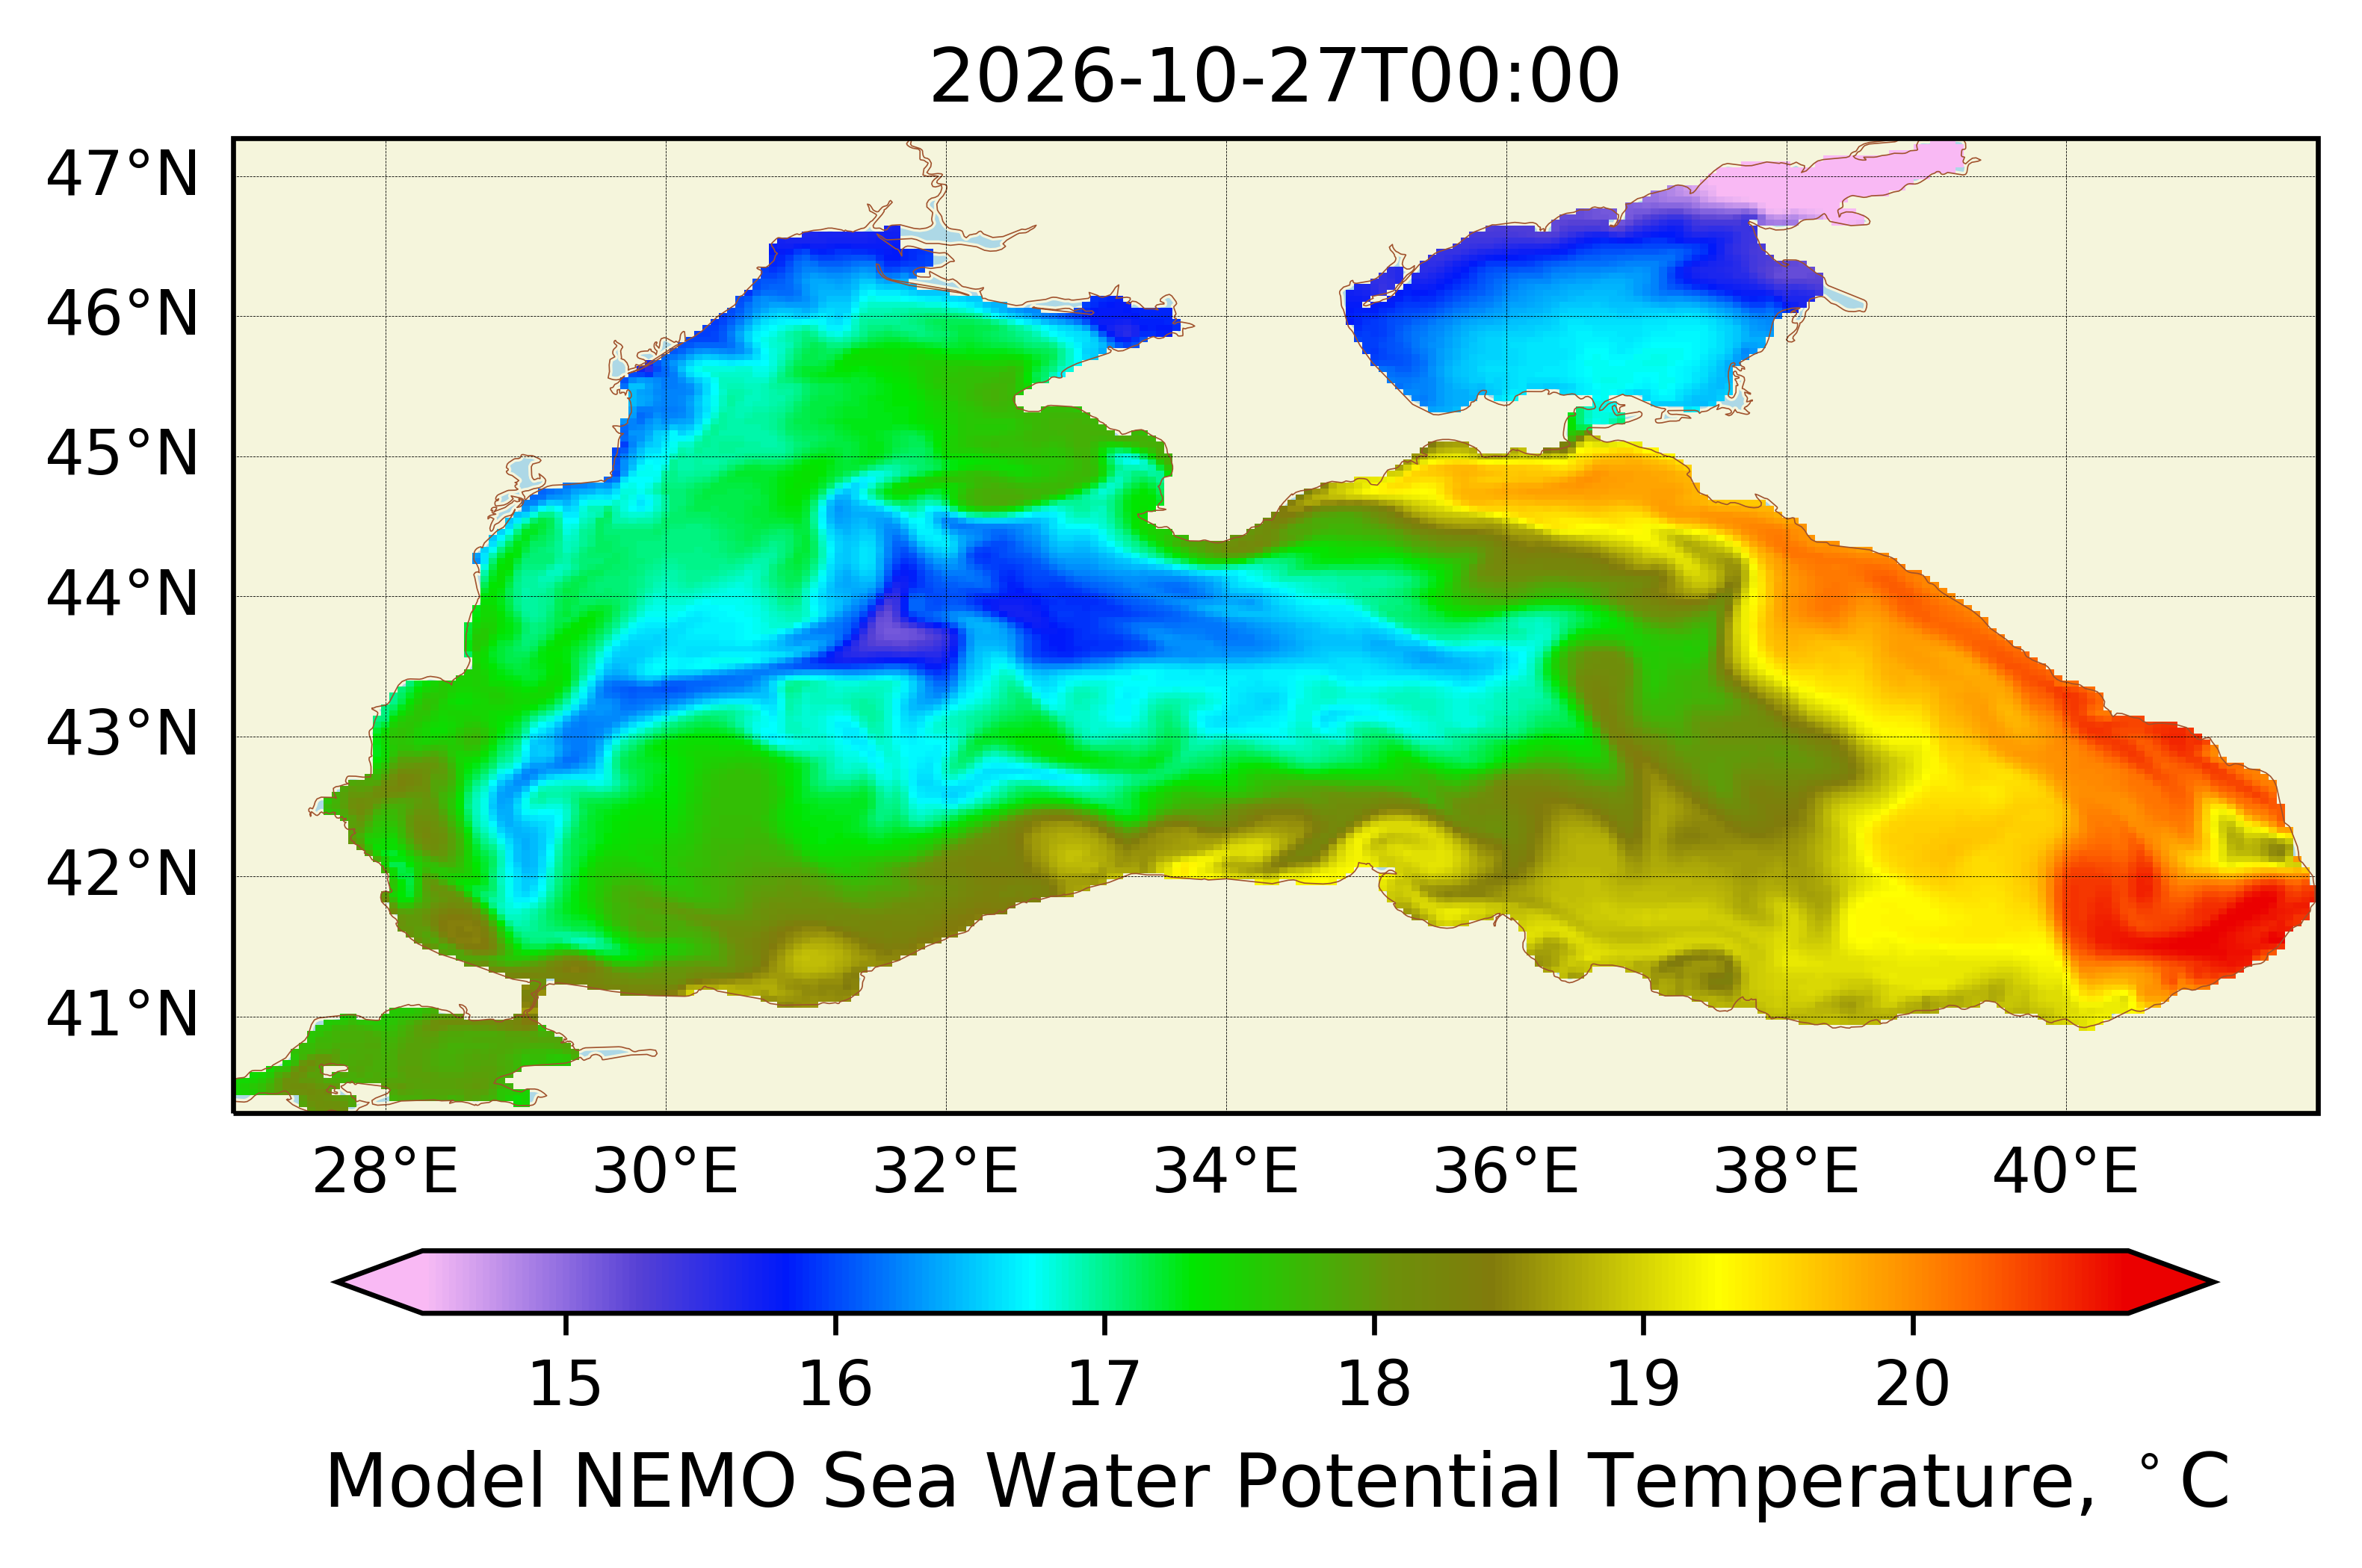 2026-10-27T00:00
47°N
46°N
45°N
44°N
43°N
42°N
41°N
28°E 30°E 32°E 34°E 36°E 38°E 40°E
15 16 17 18 19 20
Model NEMO Sea Water Potential Temperature, °C